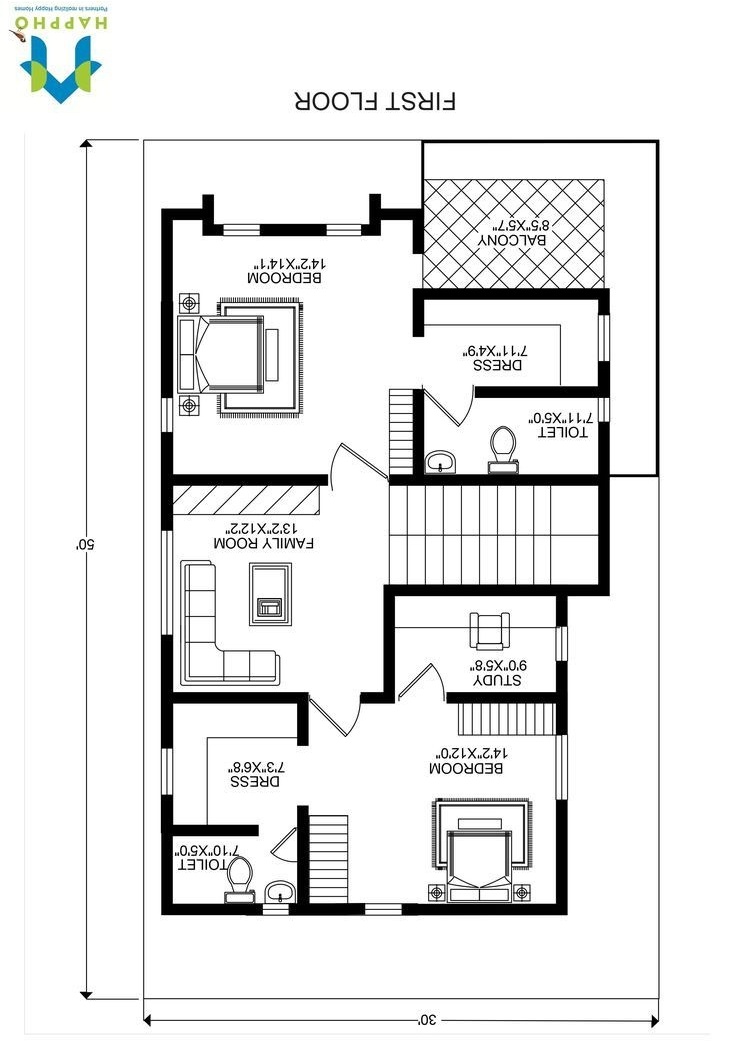 30'
TOILET
7'10"X5'0"
BEDROOM
14'2"X12'0"
DRESS
7'3"X6'8"
STUDY
9'0"X5'8"
FAMILY ROOM
13'2"X12'2"
50'
TOILET
7'11"X5'0"
DRESS
7'11"X4'9"
BEDROOM
14'2"X14'1"
BALCONY
8'5"X5'7"
FIRST FLOOR
HAPPHO
Partners in realizing Happy Homes